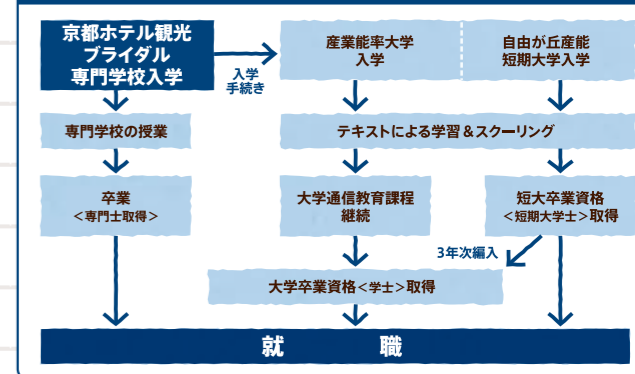 京都ホテル観光
ブライダル
専門学校入学
入学
手続き
産業能率大学
入学
自由が丘産能
短期大学入学
専門学校の授業
テキストによる学習&スクーリング
卒業
<専門士取得>
大学通信教育課程
継続
短大卒業資格
<短期大学士>取得
3年次編入
大学卒業資格<学士>取得
就職